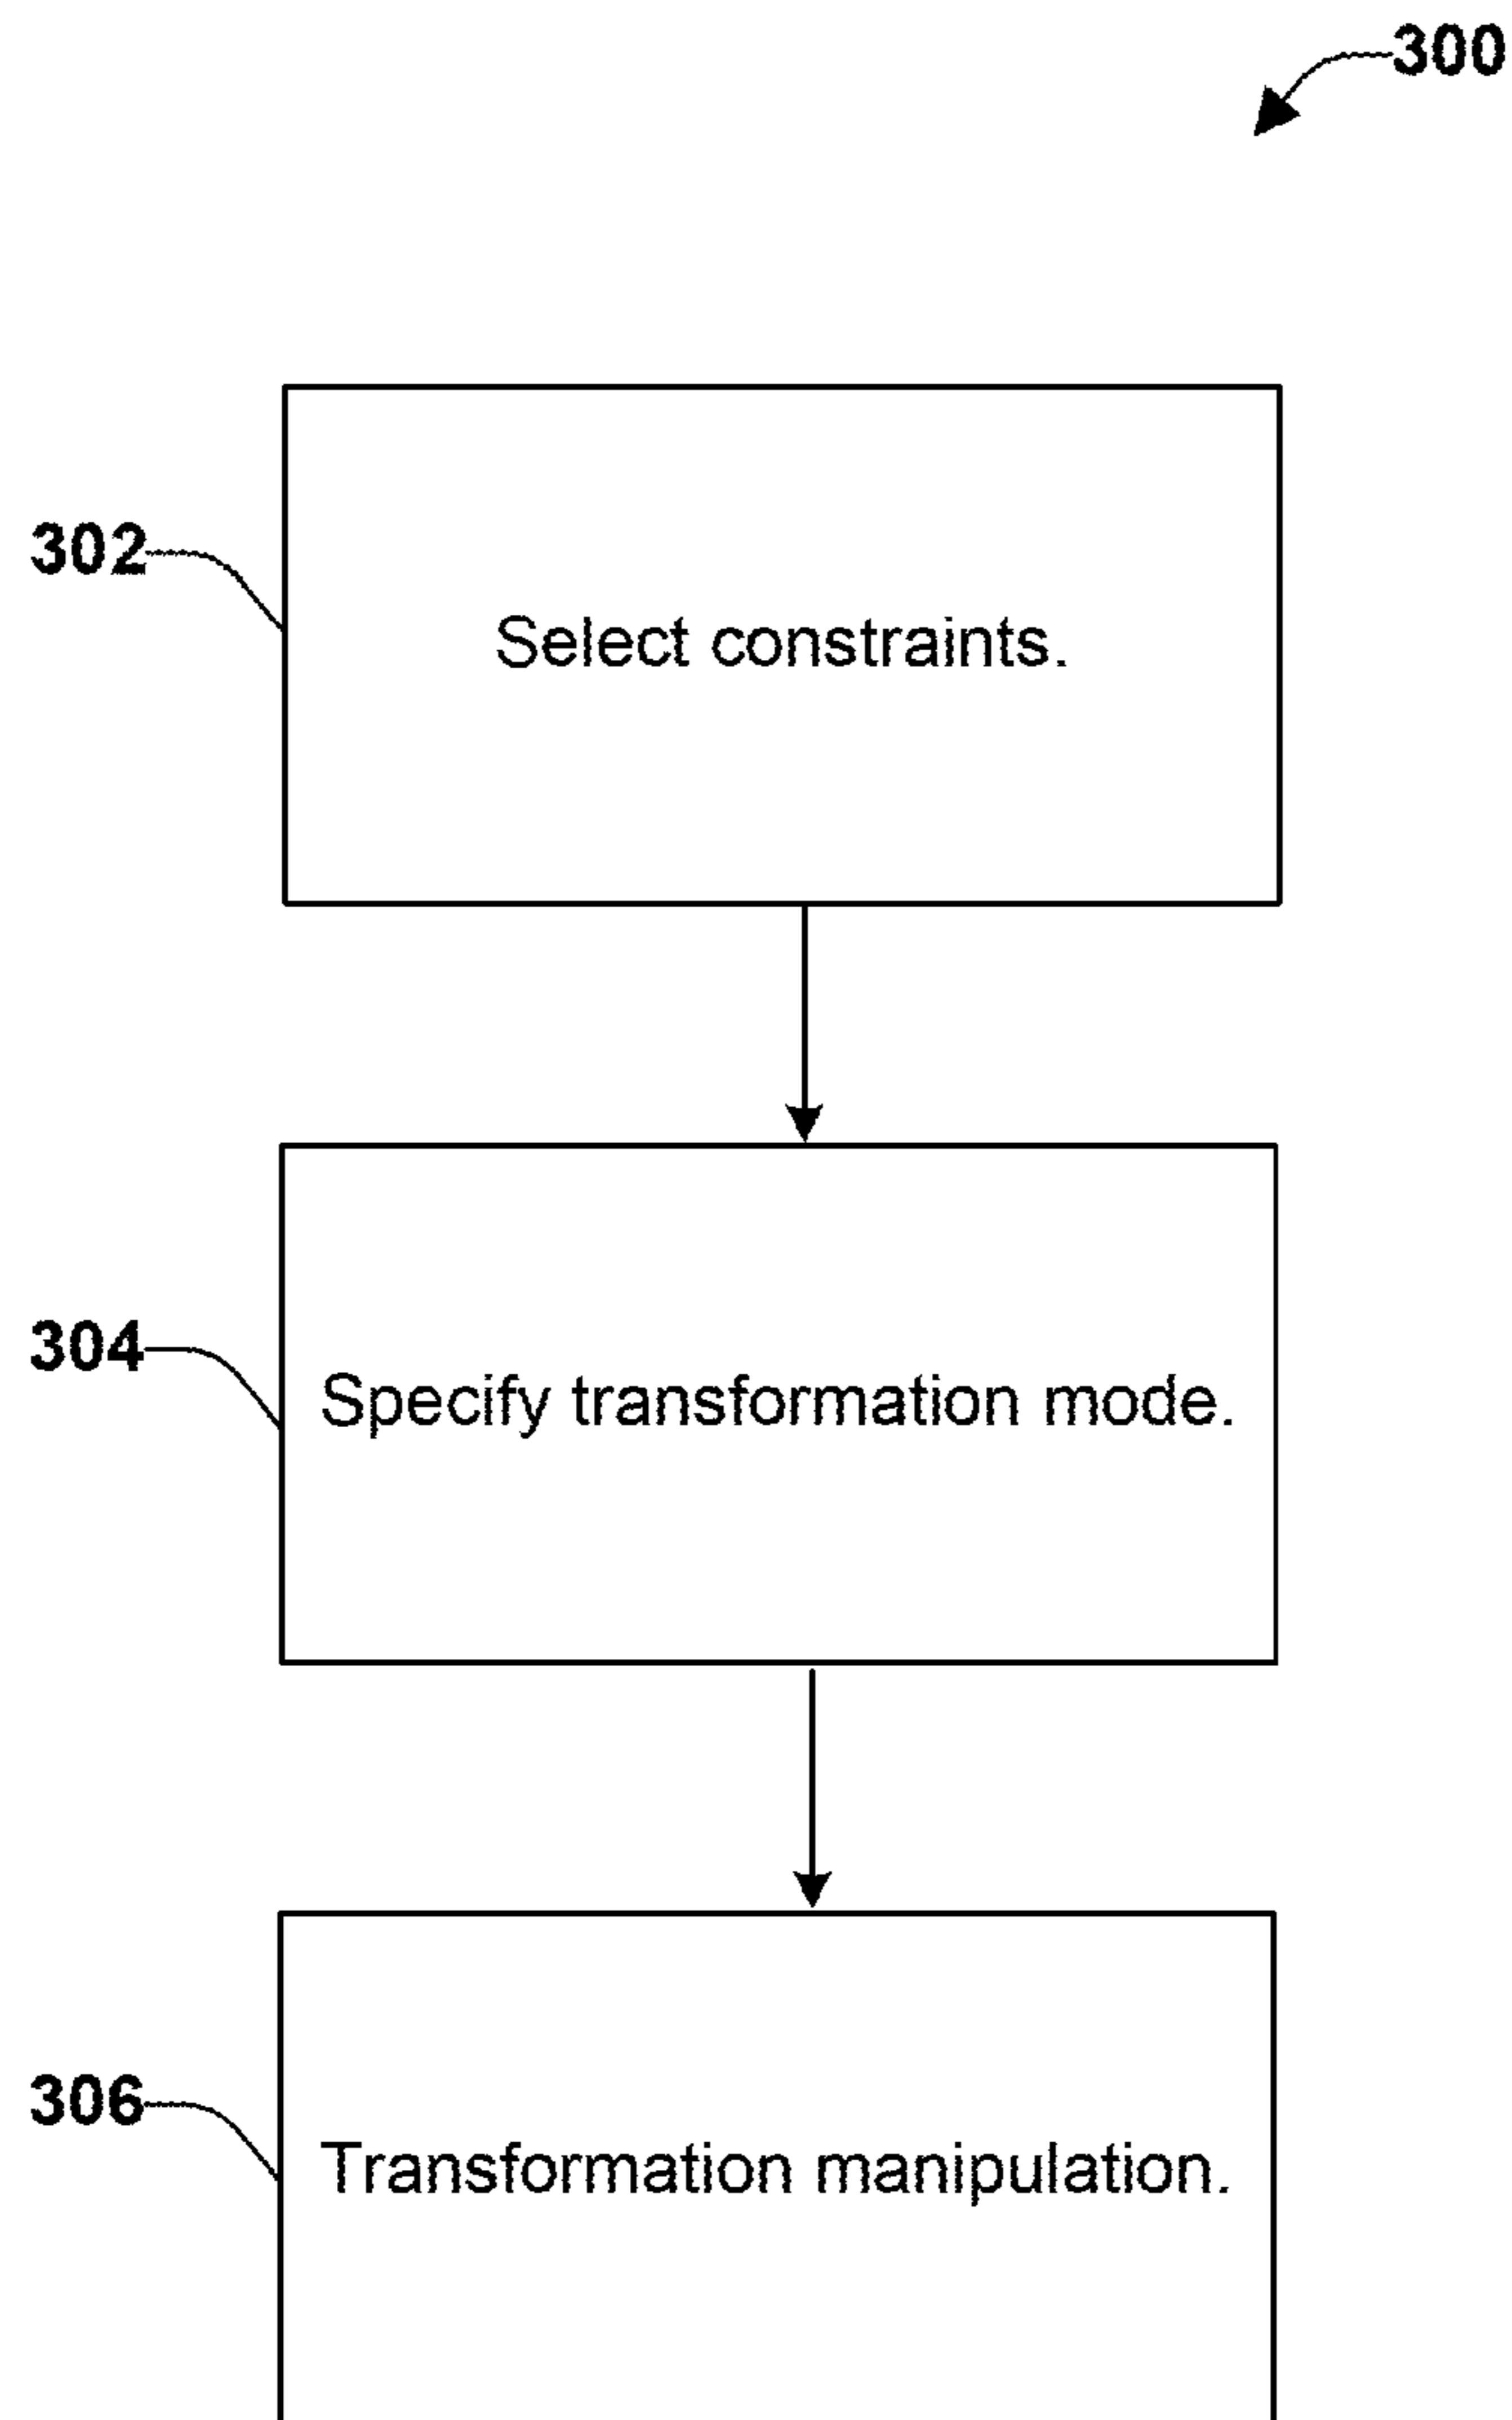 300
302
Select constraints.
304
Specify transformation mode.
306
Transformation manipulation.